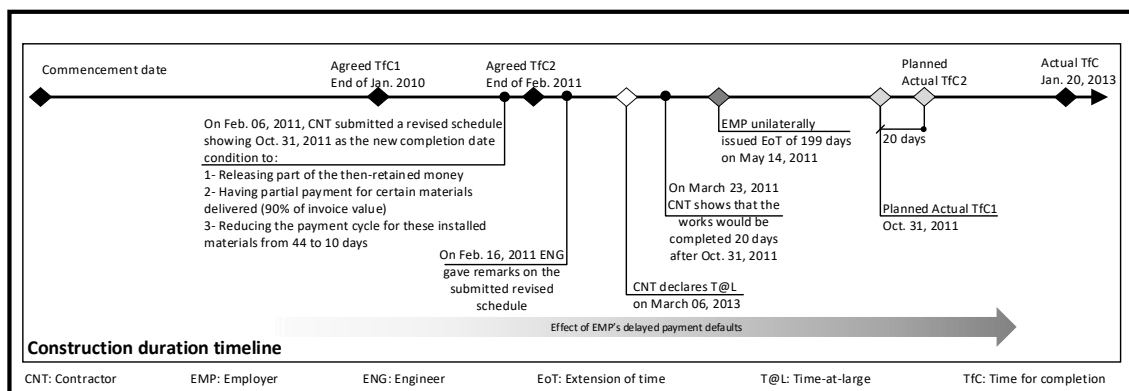 Commencement date
Agreed TfC1
End of Jan. 2010
Agreed TfC2
End of Feb. 2011
Planned
Actual TfC2
Actual TfC
Jan. 20, 2013
On Feb. 06, 2011, CNT submitted a revised schedule
showing Oct. 31, 2011 as the new completion date
condition to:
1- Releasing part of the then-retained money
2- Having partial payment for certain materials
delivered (90% of invoice value)
3- Reducing the payment cycle for these installed
materials from 44 to 10 days
On Feb. 16, 2011 ENG
gave remarks on the
submitted revised
schedule
CNT declares T@L
on March 06, 2013
On March 23, 2011
CNT shows that the
works would be
completed 20 days
after Oct. 31, 2011
EMP unilaterally
issued EoT of 199 days
on May 14, 2011
20 days
Planned Actual TfC1
Oct. 31, 2011
Effect of EMP's delayed payment defaults
Construction duration timeline
CNT: Contractor
EMP: Employer
ENG: Engineer
EoT: Extension of time
T@L: Time-at-large
TfC: Time for completion